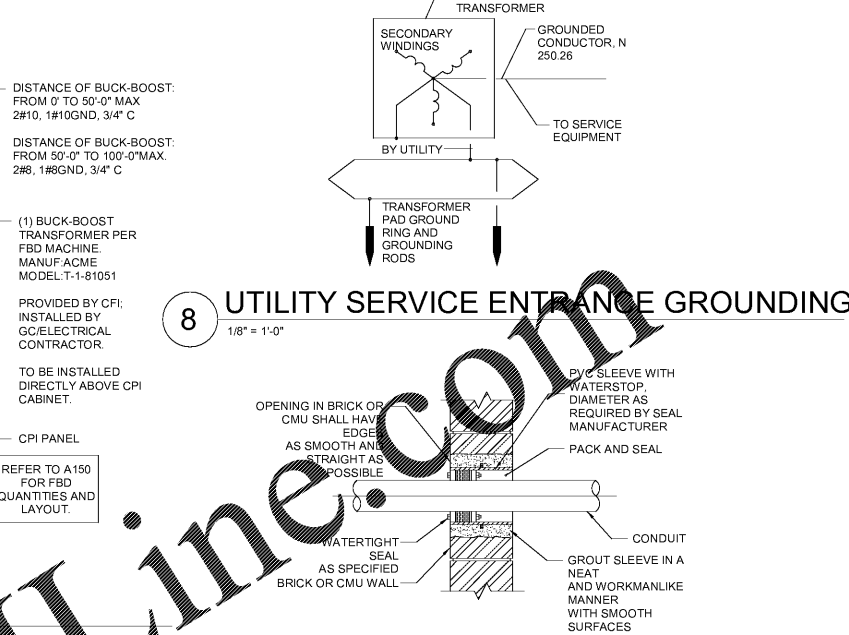 TRANSFORMER
SECONDARY
WINDINGS
GROUNDED
CONDUCTOR, N
250.26
TO SERVICE
EQUIPMENT
BY UTILITY
TRANSFORMER
PAD GROUND
RING AND
GROUNDING
RODS
DISTANCE OF BUCK-BOOST:
FROM 0' TO 50'-0" MAX
2#10, 1#10GND, 3/4" C
DISTANCE OF BUCK-BOOST:
FROM 50'-0" TO 100'-0"MAX.
2#8, 1#8GND, 3/4" C
(1) BUCK-BOOST
TRANSFORMER PER
FBD MACHINE.
MANUF:ACME
MODEL:T-1-81051
PROVIDED BY CFI;
INSTALLED BY
GC/ELECTRICAL
CONTRACTOR.
TO BE INSTALLED
DIRECTLY ABOVE CPI
CABINET.
CPI PANEL
REFER TO A150
FOR FBD
QUANTITIES AND
LAYOUT.
8
UTILITY SERVICE ENTRANCE GROUNDING
1/8" = 1'-0"
OPENING IN BRICK OR
CMU SHALL HAVE
EDGES
AS SMOOTH AND
STRAIGHT AS
POSSIBLE
PVC SLEEVE WITH
WATERSTOP,
DIAMETER AS
REQUIRED BY SEAL
MANUFACTURER
PACK AND SEAL
CONDUIT
WATERTIGHT
SEAL
AS SPECIFIED
BRICK OR CMU WALL
GROUT SLEEVE IN A
NEAT
AND WORKMANLIKE
MANNER
WITH SMOOTH
SURFACES
Line.com